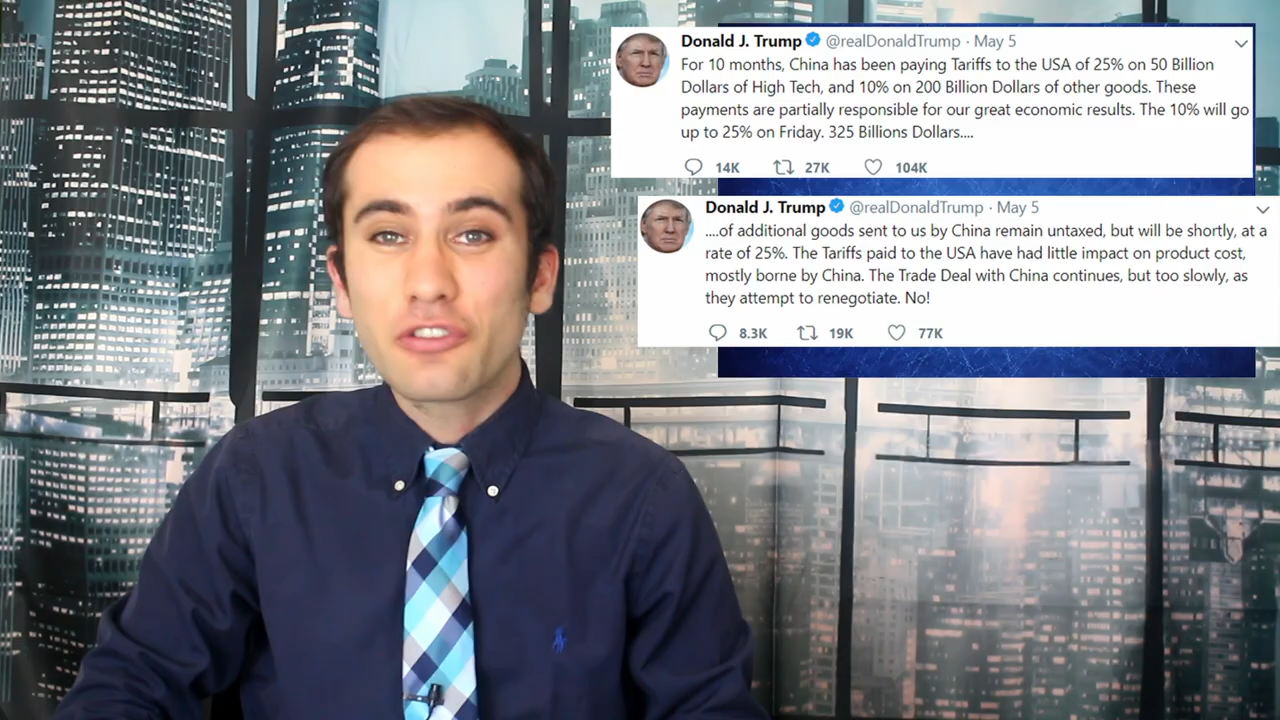 Donald J. Trump @realDonaldTrump · May 5
For 10 months, China has been paying Tariffs to the USA of 25% on 50 Billion
Dollars of High Tech, and 10% on 200 Billion Dollars of other goods. These
payments are partially responsible for our great economic results. The 10% will go
up to 25% on Friday. 325 Billions Dollars....
14K 27K 104K
Donald J. Trump @realDonaldTrump · May 5
....of additional goods sent to us by China remain untaxed, but will be shortly, at a
rate of 25%. The Tariffs paid to the USA have had little impact on product cost,
mostly borne by China. The Trade Deal with China continues, but too slowly, as
they attempt to renegotiate. No!
8.3K 19K 77K